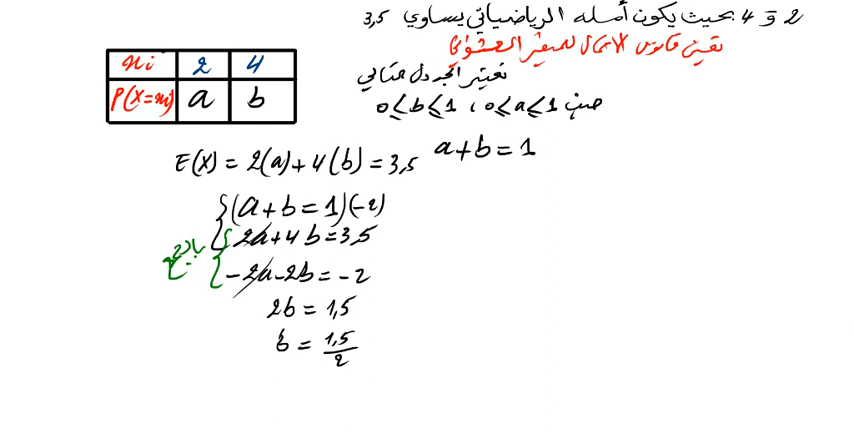 2 و 4 بحيث يكون أمله الرياضياتي يساوي 3,5
تعيين قانون الاحتمال للمتغير العشوائي
نعتبر الجدول التالي
xi 2 4
P(X=xi) a b
0≤b≤1 ، 0≤a≤1 حيث
a+b=1
E(X) = 2(a)+4(b)=3,5
{(a+b=1)(-2)
2a+4b=3,5
بالجمع
-2a-2b=-2
2b=1,5
b = 1,5/2